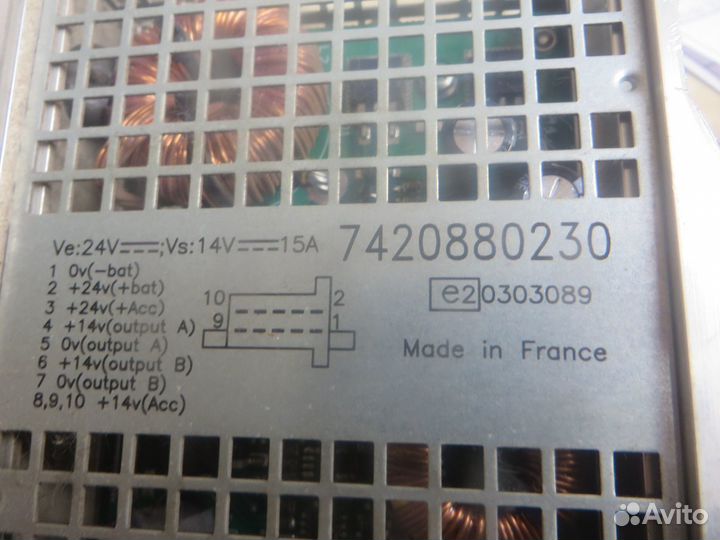 Ve:24V⎓;Vs:14V⎓15A 7420880230
1 0v(-bat)
2 +24v(+bat)
3 +24v(+Acc)
4 +14v(output A)
5 0v(output A)
6 +14v(output B)
7 0v(output B)
8,9,10 +14v(Acc)
10 2
9 1
e2 0303089
Made in France
Avito